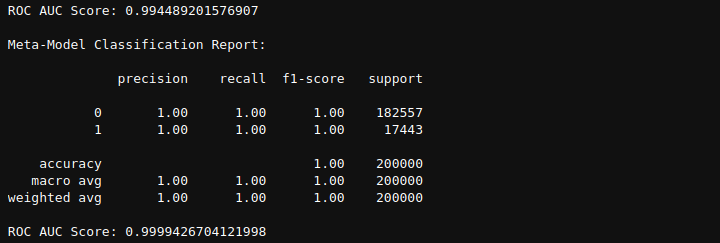 ROC AUC Score: 0.994489201576907
Meta-Model Classification Report:
precision recall f1-score support
0 1.00 1.00 1.00 182557
1 1.00 1.00 1.00 17443
accuracy 1.00 200000
macro avg 1.00 1.00 1.00 200000
weighted avg 1.00 1.00 1.00 200000
ROC AUC Score: 0.9999426704121998